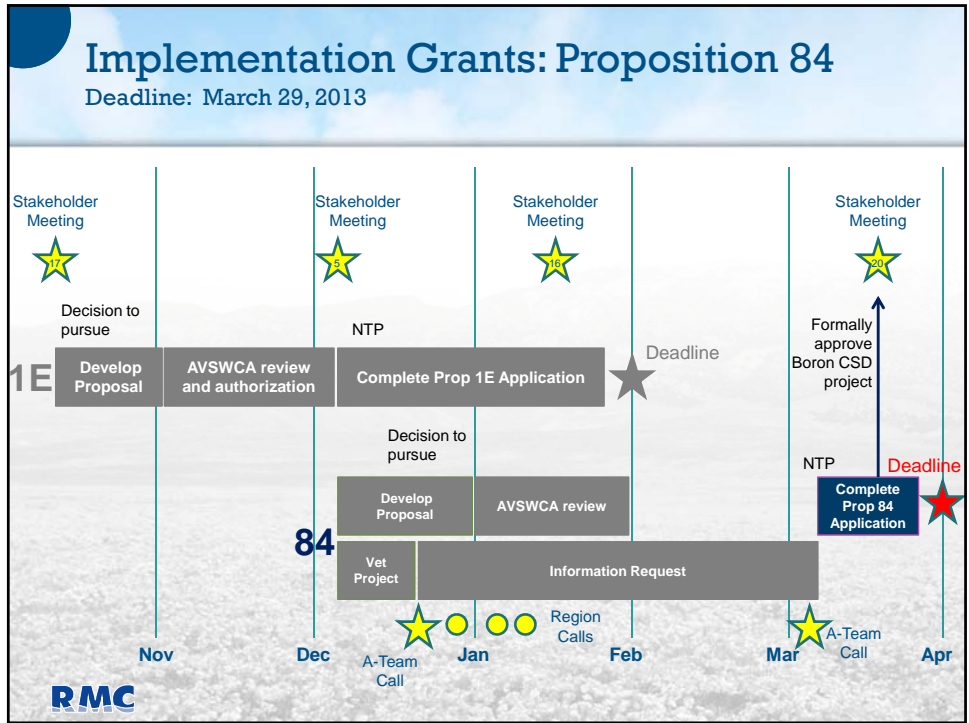 Implementation Grants: Proposition 84
Deadline: March 29, 2013
Stakeholder
Meeting
17
Stakeholder
Meeting
5
Stakeholder
Meeting
16
Stakeholder
Meeting
20
Decision to
pursue
NTP
1E
Develop
Proposal
AVSWCA review
and authorization
Complete Prop 1E Application
Deadline
Formally
approve
Boron CSD
project
Decision to
pursue
NTP
Deadline
84
Develop
Proposal
AVSWCA review
Complete
Prop 84
Application
Vet
Project
Information Request
A-Team
Call
Region
Calls
A-Team
Call
Nov
Dec
Jan
Feb
Mar
Apr
RMC